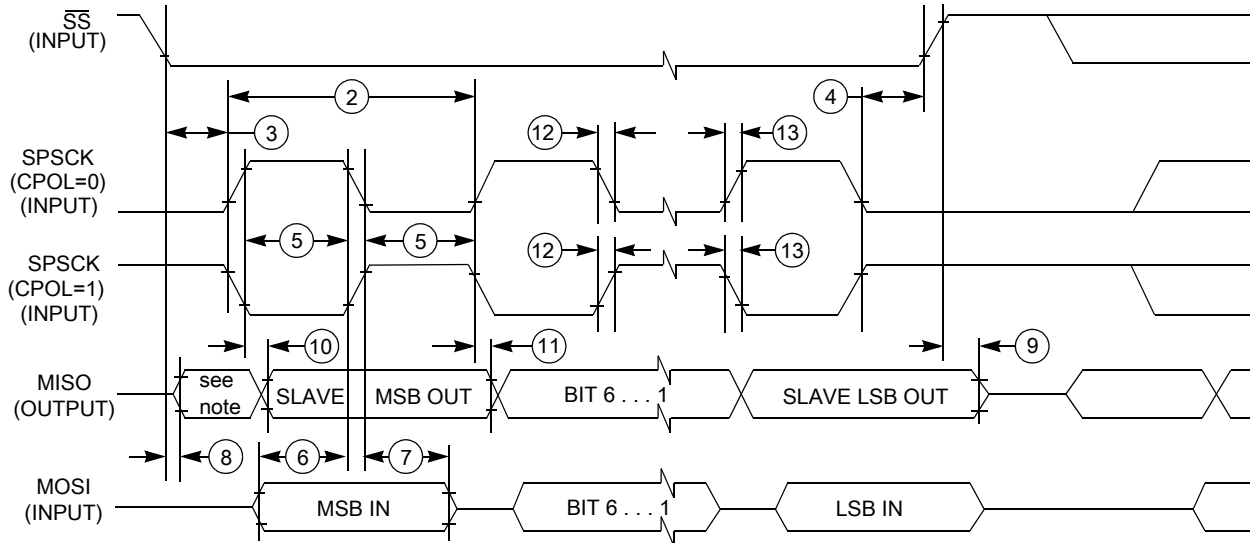 SS
(INPUT)
2
4
3
12
13
SPSCK
(CPOL=0)
(INPUT)
5
5
SPSCK
(CPOL=1)
(INPUT)
12
13
10
11
9
MISO
(OUTPUT)
see
note
SLAVE
MSB OUT
BIT 6 . . . 1
SLAVE LSB OUT
8
6
7
MOSI
(INPUT)
MSB IN
BIT 6 . . . 1
LSB IN